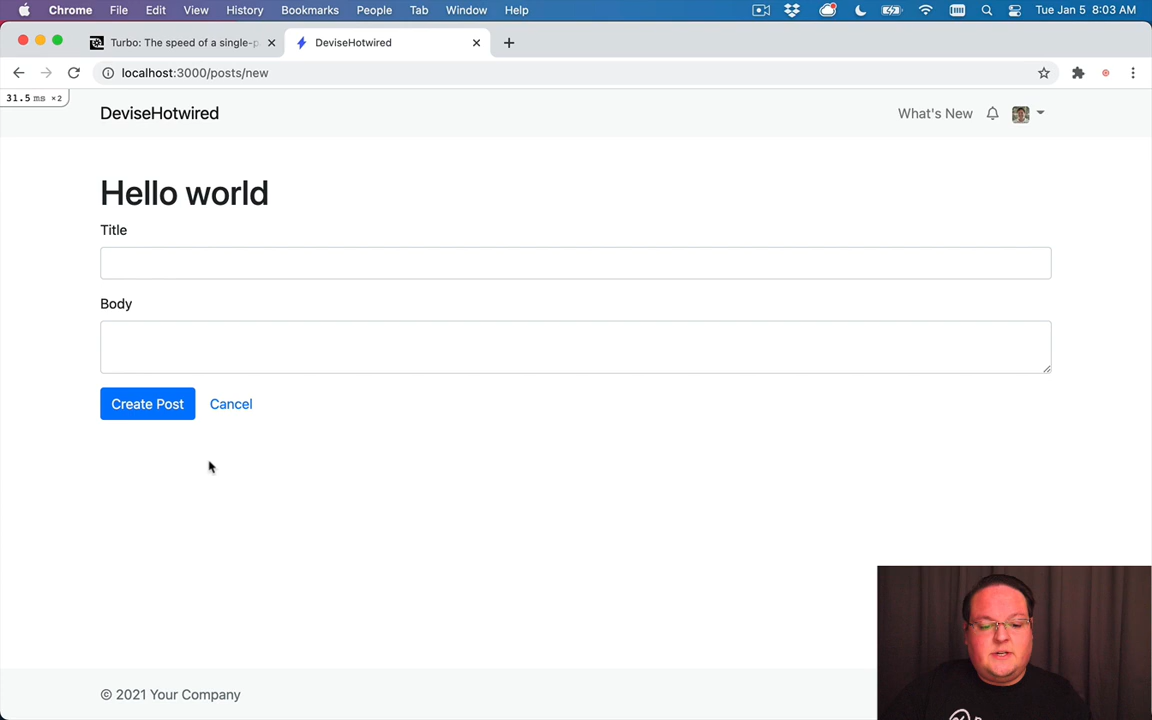 Chrome File Edit View History Bookmarks People Tab Window Help Tue Jan 5 8:03 AM
Turbo: The speed of a single-p DeviseHotwired
localhost:3000/posts/new
31.5 ms ×2
DeviseHotwired What's New
Hello world
Title
Body
Create Post Cancel
© 2021 Your Company